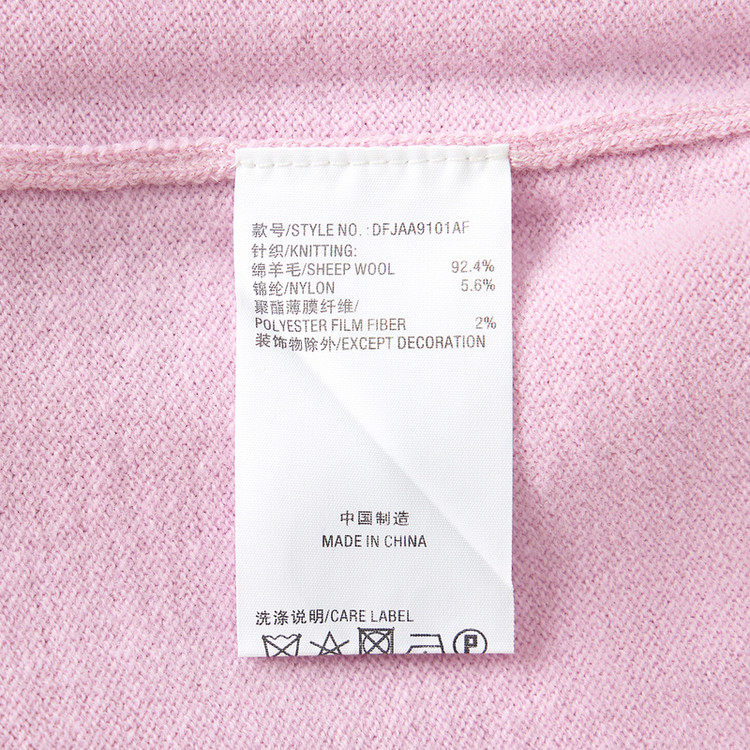 款号/STYLE NO. :DFJAA9101AF
针织/KNITTING:
绵羊毛/SHEEP WOOL 92.4%
锦纶/NYLON 5.6%
聚酯薄膜纤维/
POLYESTER FILM FIBER 2%
装饰物除外/EXCEPT DECORATION
中国制造
MADE IN CHINA
洗涤说明/CARE LABEL
P